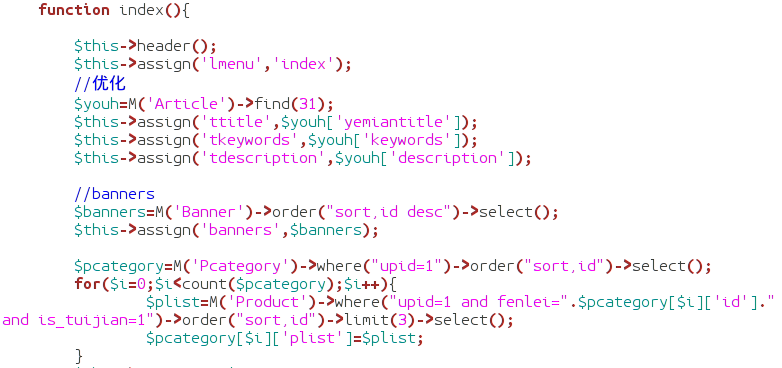 function index(){
$this->header();
$this->assign('lmenu','index');
//优化
$youh=M('Article')->find(31);
$this->assign('ttitle',$youh['yemiantitle']);
$this->assign('tkeywords',$youh['keywords']);
$this->assign('tdescription',$youh['description']);
//banners
$banners=M('Banner')->order("sort,id desc")->select();
$this->assign('banners',$banners);
$pcategory=M('Pcategory')->where("upid=1")->order("sort,id")->select();
for($i=0;$i<count($pcategory);$i++){
$plist=M('Product')->where("upid=1 and fenlei=".$pcategory[$i]['id']."
and is_tuijian=1")->order("sort,id")->limit(3)->select();
$pcategory[$i]['plist']=$plist;
}